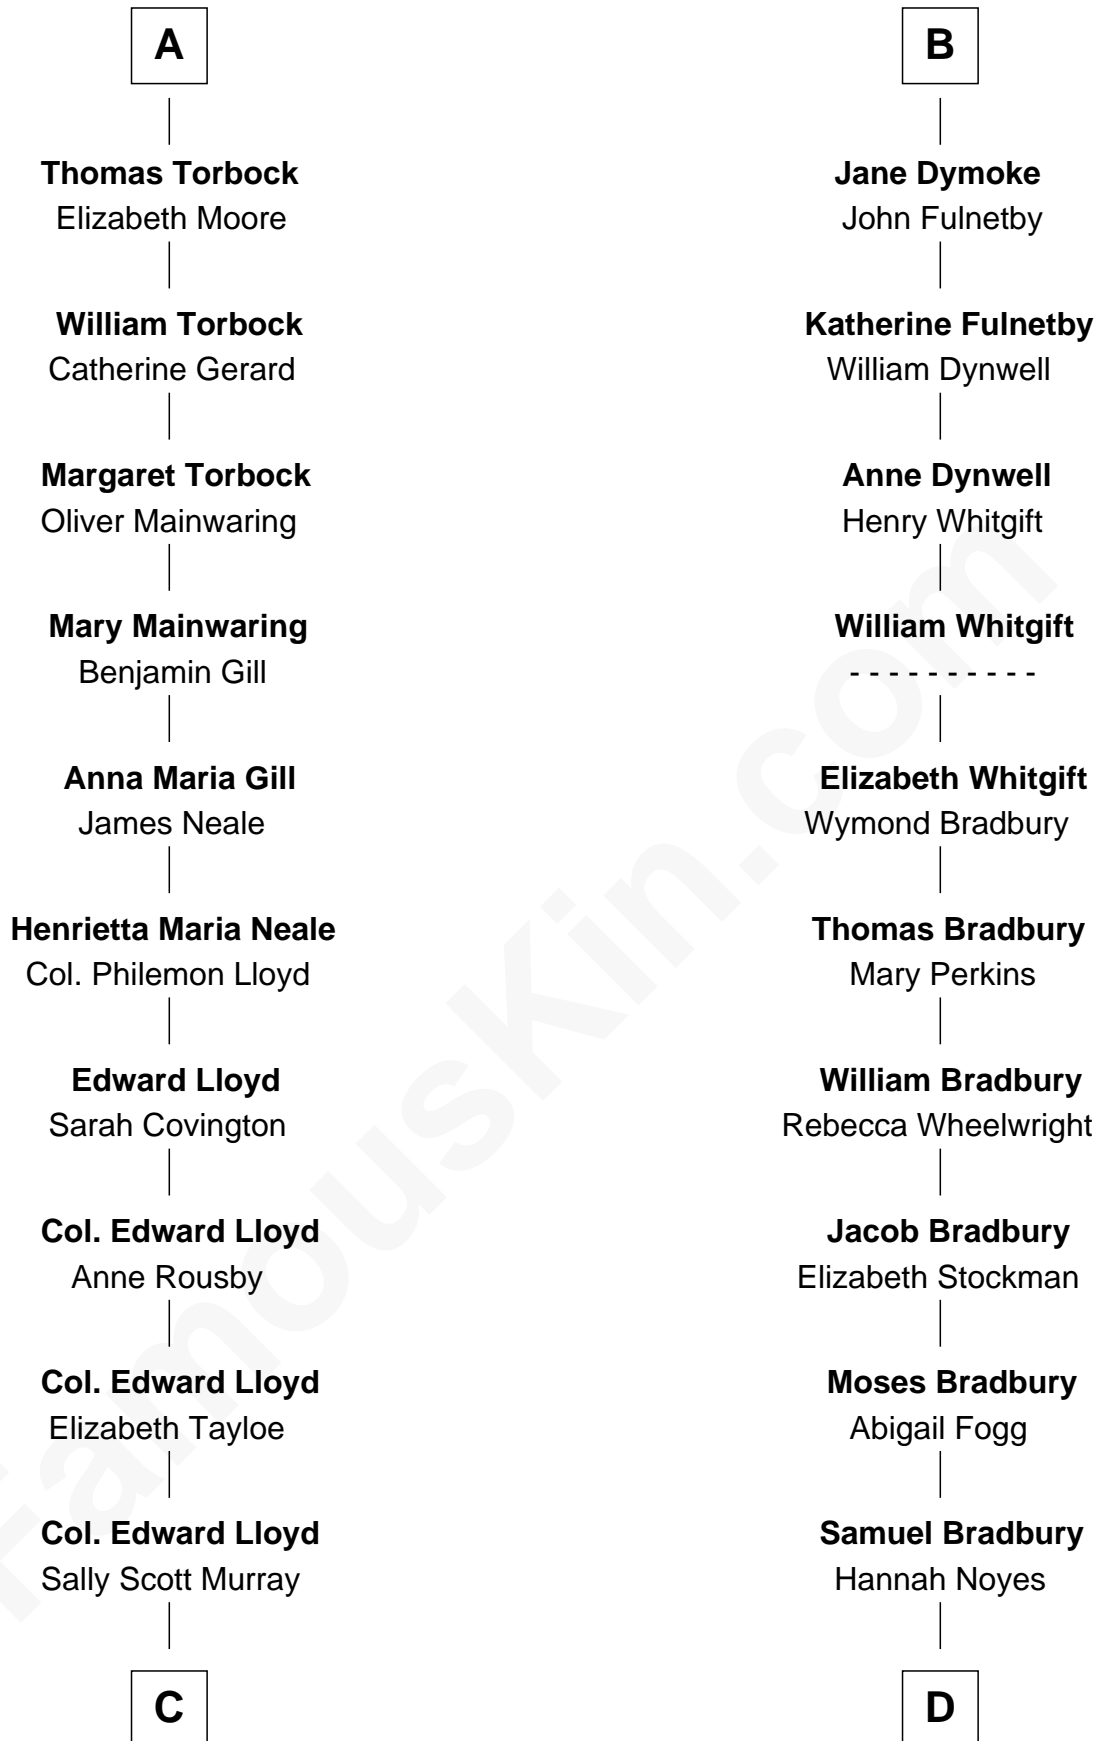 A
Thomas Torbock
Elizabeth Moore
William Torbock
Catherine Gerard
Margaret Torbock
Oliver Mainwaring
Mary Mainwaring
Benjamin Gill
Anna Maria Gill
James Neale
Henrietta Maria Neale
Col. Philemon Lloyd
Edward Lloyd
Sarah Covington
Col. Edward Lloyd
Anne Rousby
Col. Edward Lloyd
Elizabeth Tayloe
Col. Edward Lloyd
Sally Scott Murray
C
B
Jane Dymoke
John Fulnetby
Katherine Fulnetby
William Dynwell
Anne Dynwell
Henry Whitgift
William Whitgift
- - - - - - - - - -
Elizabeth Whitgift
Wymond Bradbury
Thomas Bradbury
Mary Perkins
William Bradbury
Rebecca Wheelwright
Jacob Bradbury
Elizabeth Stockman
Moses Bradbury
Abigail Fogg
Samuel Bradbury
Hannah Noyes
D
FamousKin.com